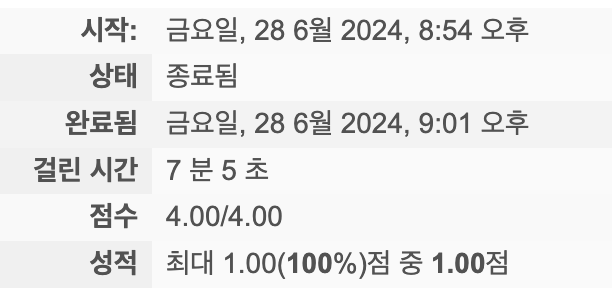 시작: 금요일, 28 6월 2024, 8:54 오후
상태 종료됨
완료됨 금요일, 28 6월 2024, 9:01 오후
걸린 시간 7 분 5 초
점수 4.00/4.00
성적 최대 1.00(100%)점 중 1.00점